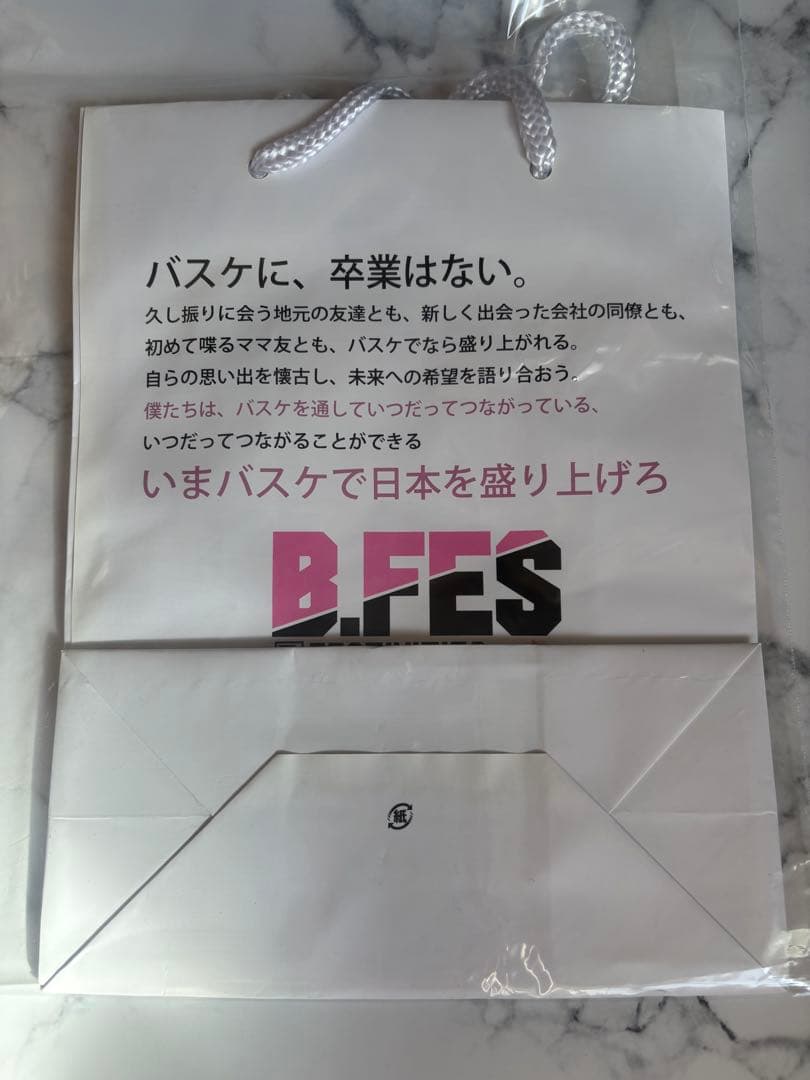 バスケに、卒業はない。
久し振りに会う地元の友達とも、新しく出会った会社の同僚とも、
初めて喋るママ友とも、バスケでなら盛り上がれる。
自らの思い出を懐古し、未来への希望を語り合おう。
僕たちは、バスケを通していつだってつながっている、
いつだってつながることができる
いまバスケで日本を盛り上げろ
B.FES
紙